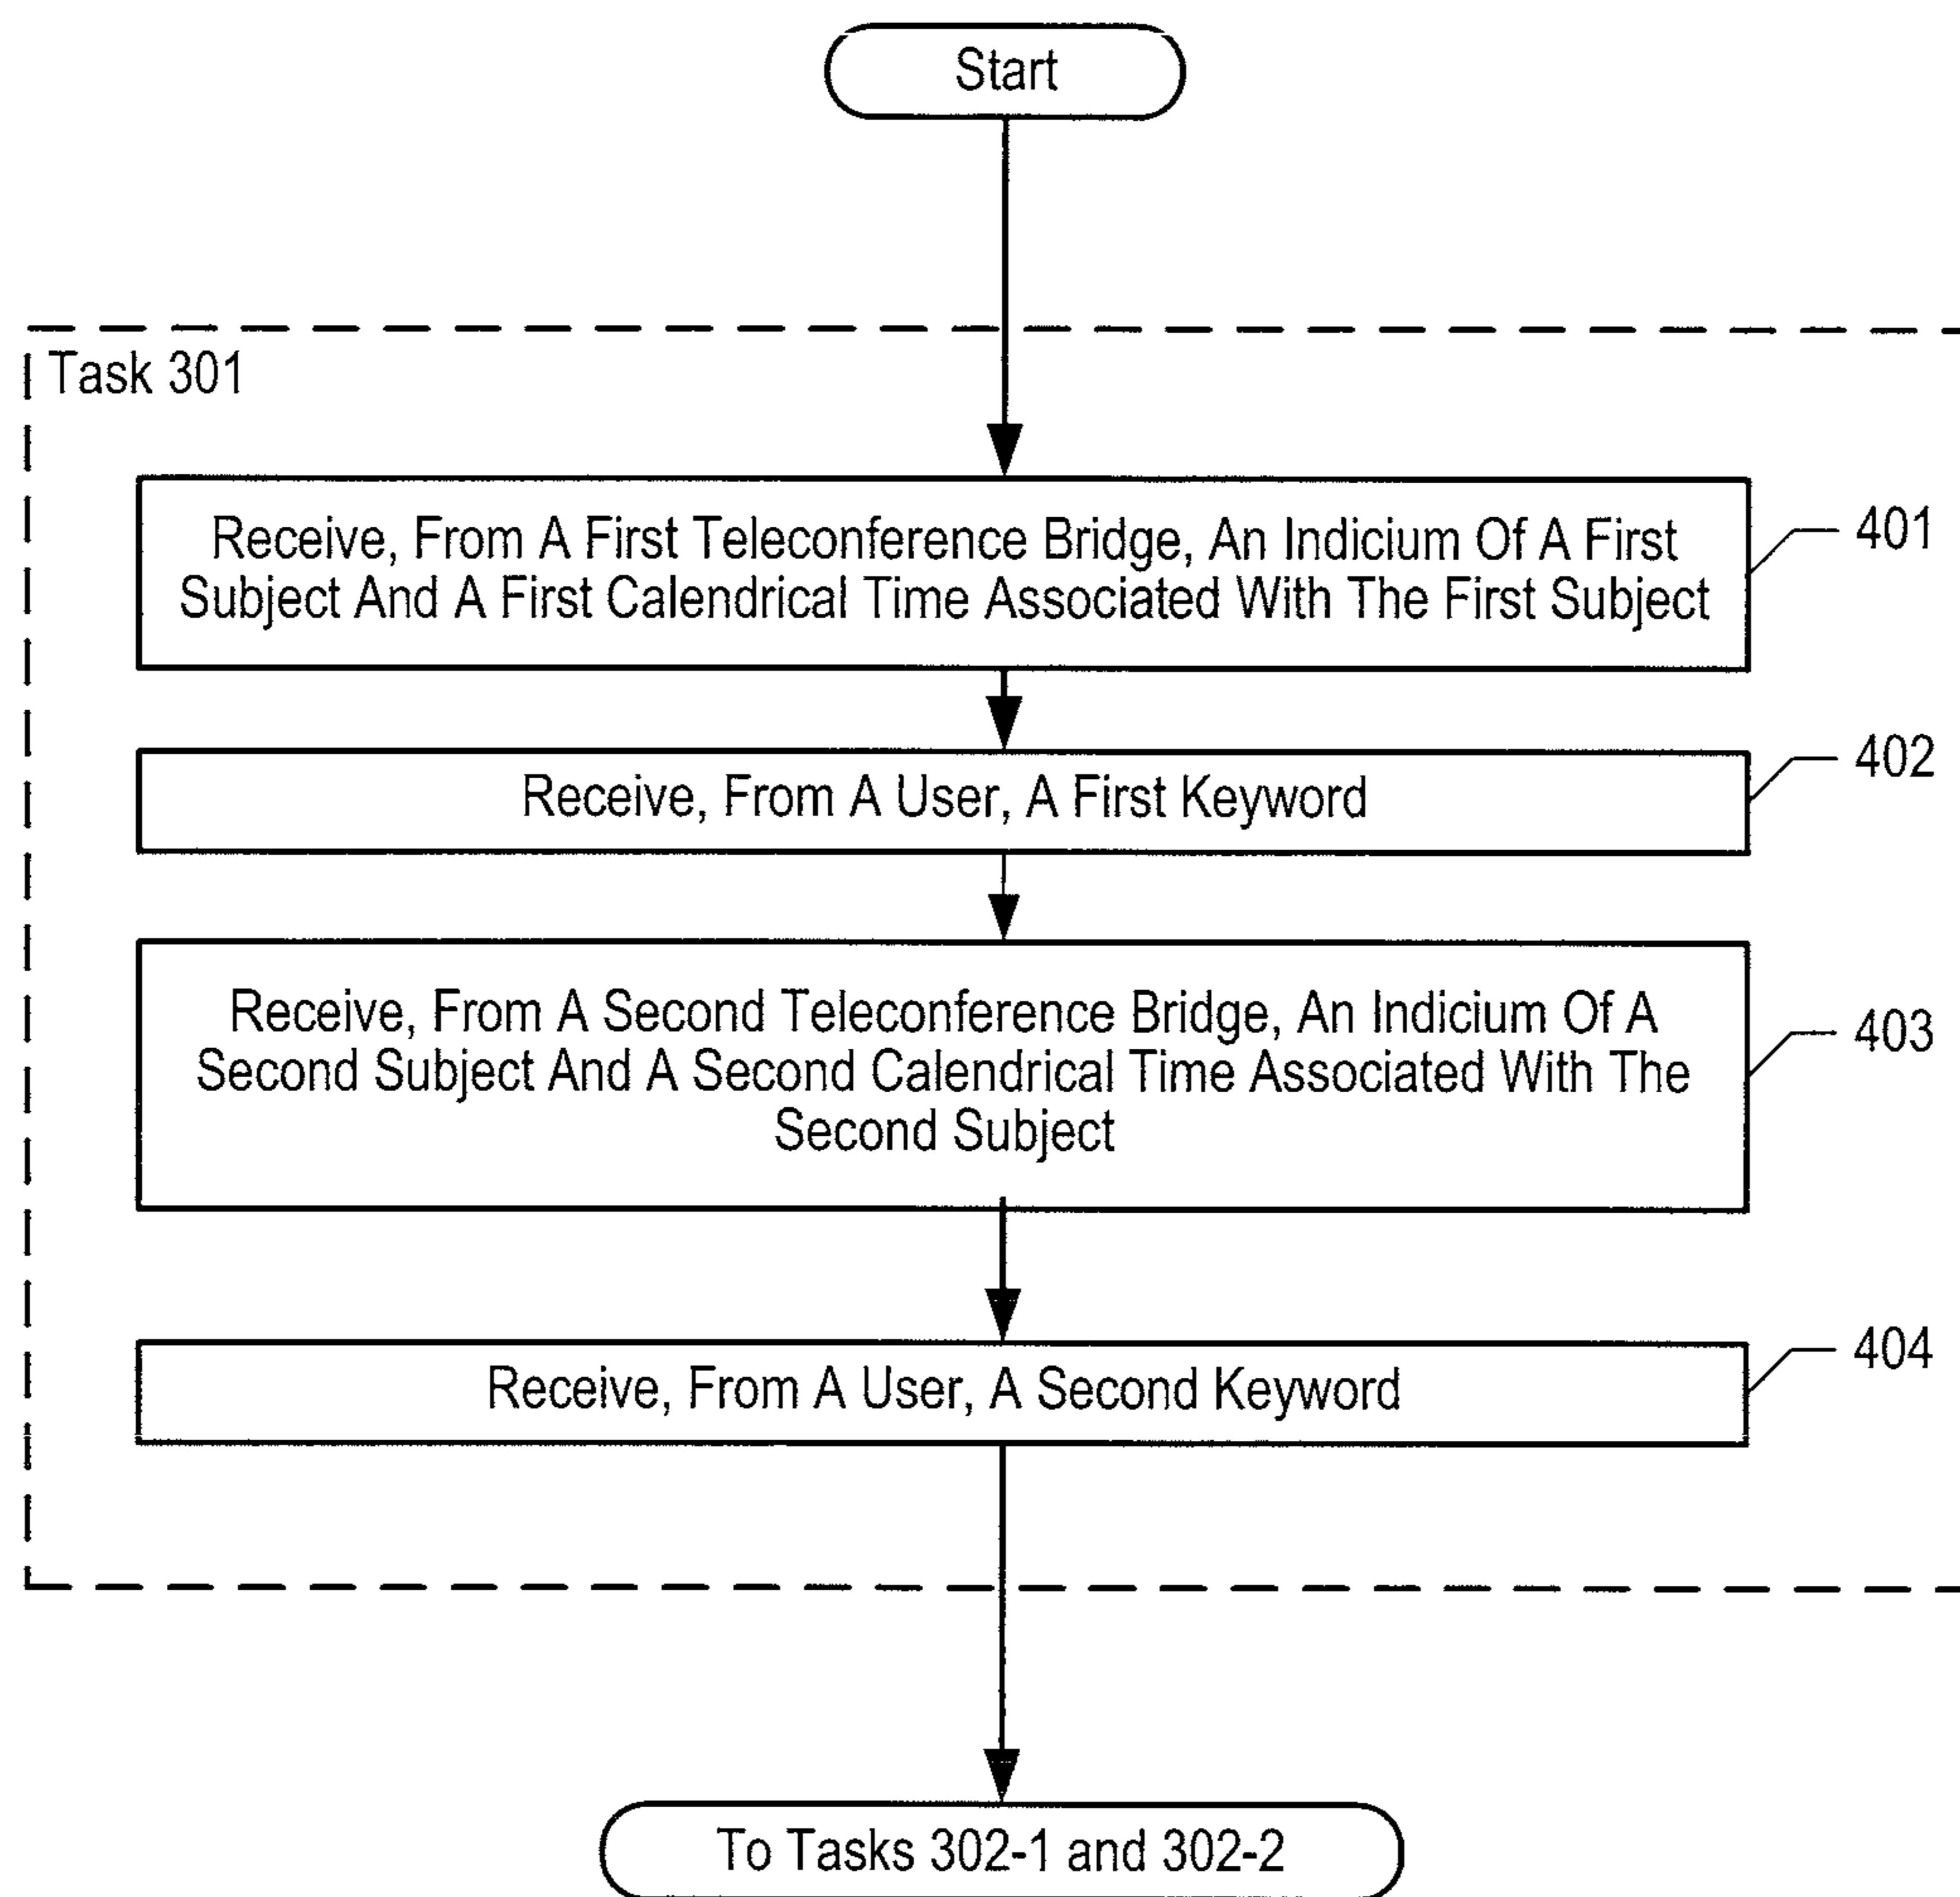 Start
Task 301
Receive, From A First Teleconference Bridge, An Indicium Of A First
Subject And A First Calendrical Time Associated With The First Subject
401
Receive, From A User, A First Keyword
402
Receive, From A Second Teleconference Bridge, An Indicium Of A
Second Subject And A Second Calendrical Time Associated With The
Second Subject
403
Receive, From A User, A Second Keyword
404
To Tasks 302-1 and 302-2